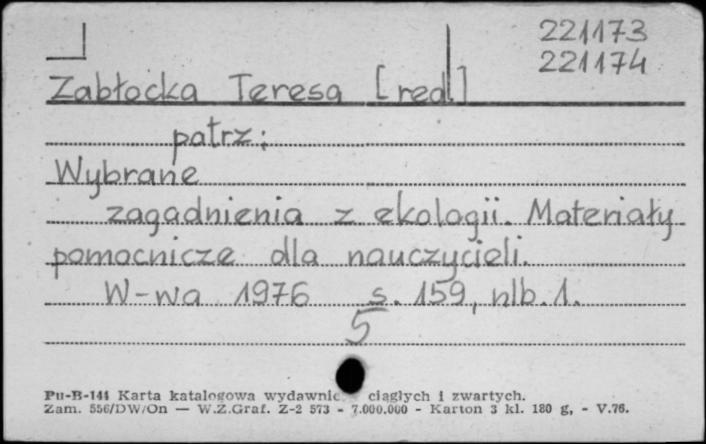 221173
221174
Zabłocka Teresa [red]
patrz:
Wybrane
zagadnienia z ekologii. Materiały
pomocnicze dla nauczycieli.
W-wa 1976 s. 159, nlb. 1.
5
Pu-B-144 Karta katalogowa wydawnic ciągłych i zwartych.
Zam. 556/DW/On — W.Z.Graf. Z-2 573 - 7.000.000 - Karton 3 kl. 180 g, - V.76.